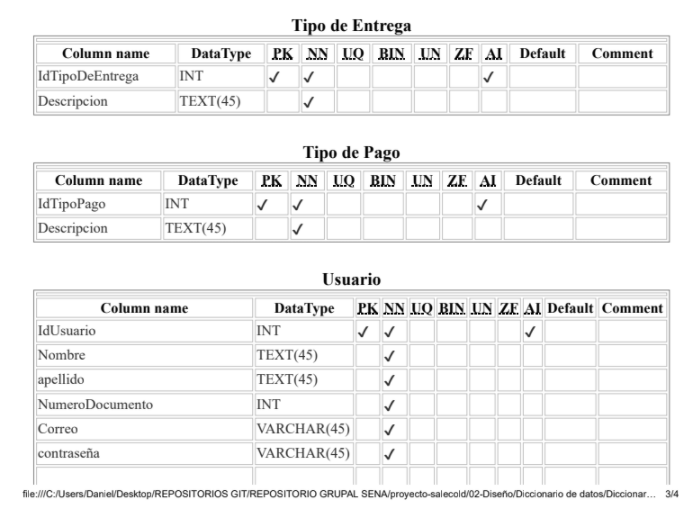 Tipo de Entrega
Column name DataType PK NN UQ BIN UN ZF AI Default Comment
IdTipoDeEntrega INT ✓ ✓ ✓
Descripcion TEXT(45) ✓
Tipo de Pago
Column name DataType PK NN UQ BIN UN ZF AI Default Comment
IdTipoPago INT ✓ ✓ ✓
Descripcion TEXT(45) ✓
Usuario
Column name DataType PK NN UQ BIN UN ZF AI Default Comment
IdUsuario INT ✓ ✓ ✓
Nombre TEXT(45) ✓
apellido TEXT(45) ✓
NumeroDocumento INT ✓
Correo VARCHAR(45) ✓
contraseña VARCHAR(45) ✓
file:///C:/Users/Daniel/Desktop/REPOSITORIOS GIT/REPOSITORIO GRUPAL SENA/proyecto-salecold/02-Diseño/Diccionario de datos/Diccionar… 3/4